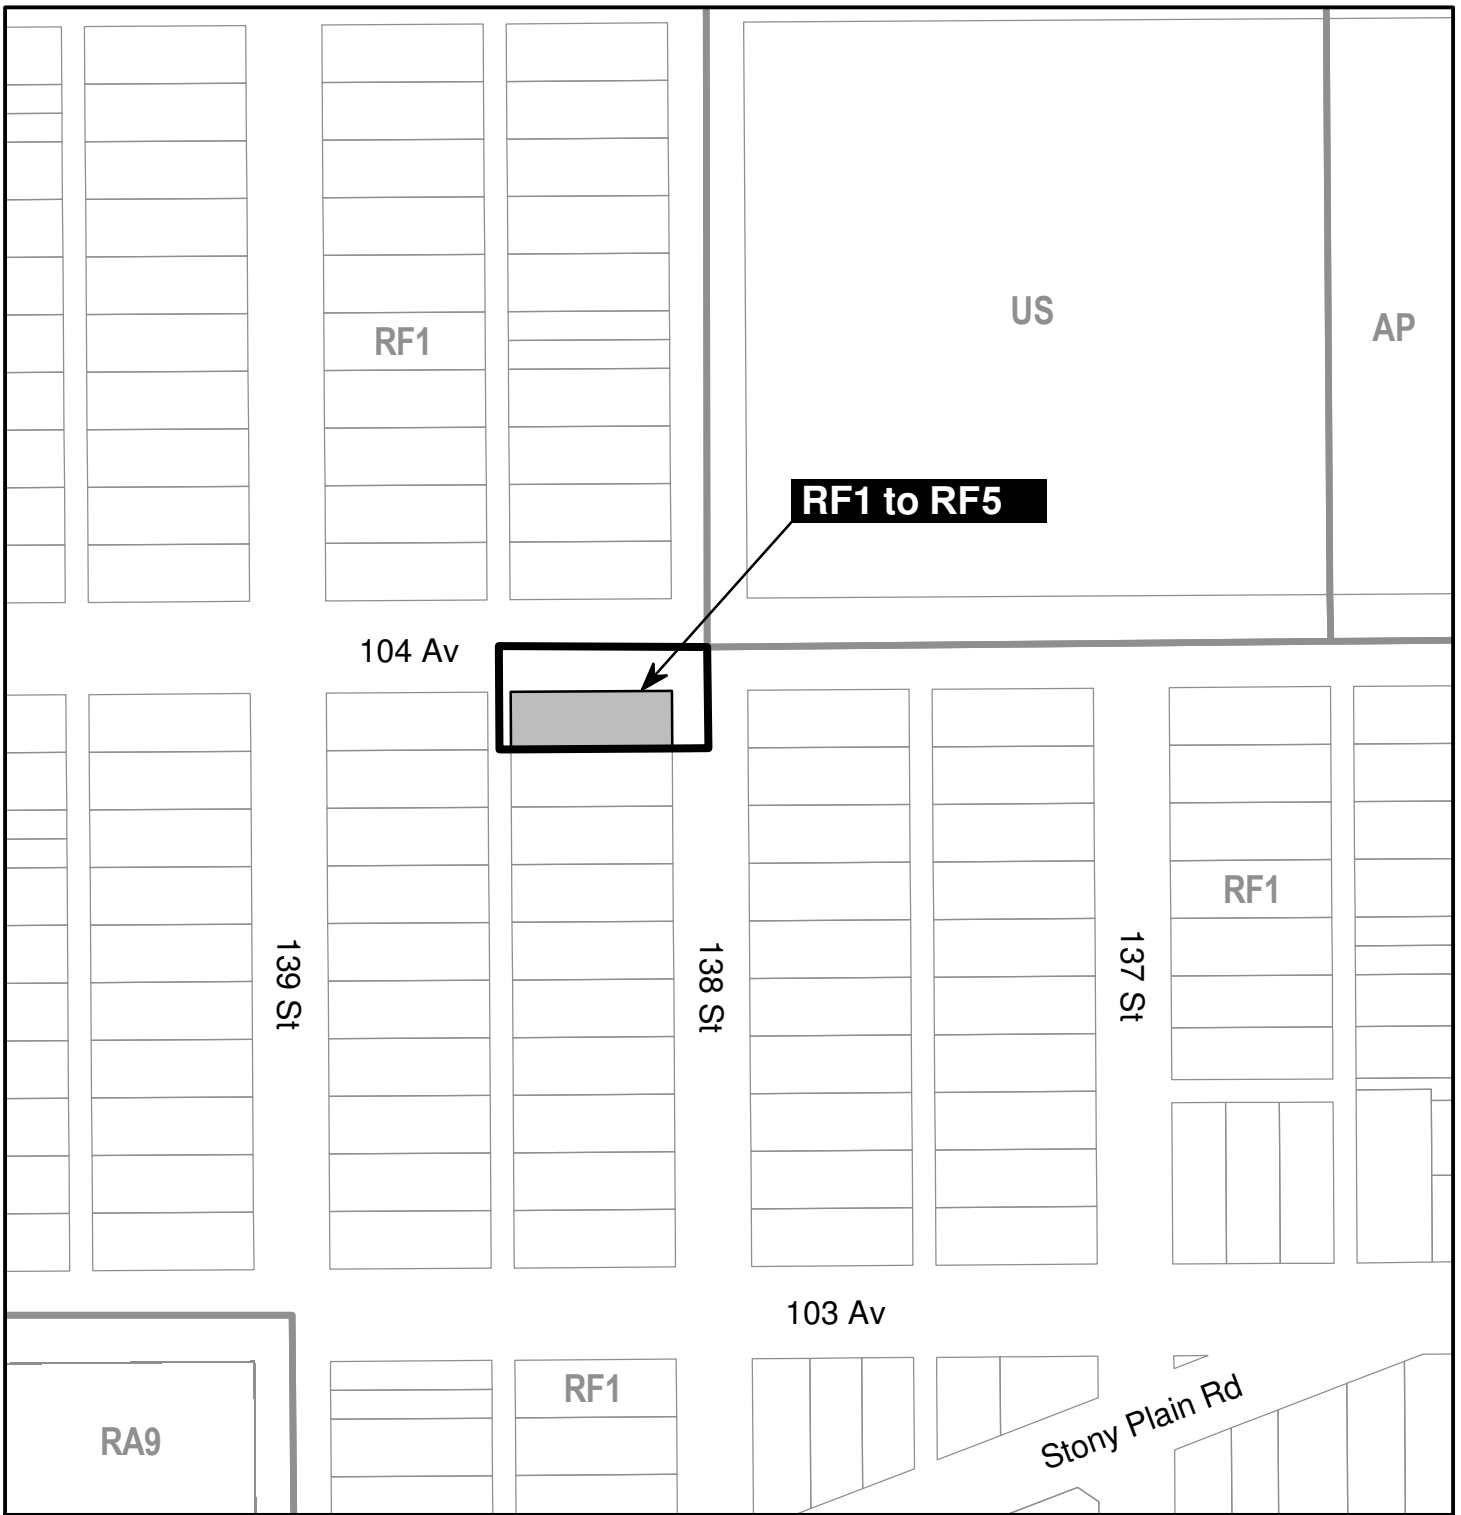 US
AP
RF1
RF1 to RF5
104 Av
RF1
139 St
138 St
137 St
103 Av
RF1
Stony Plain Rd
RA9